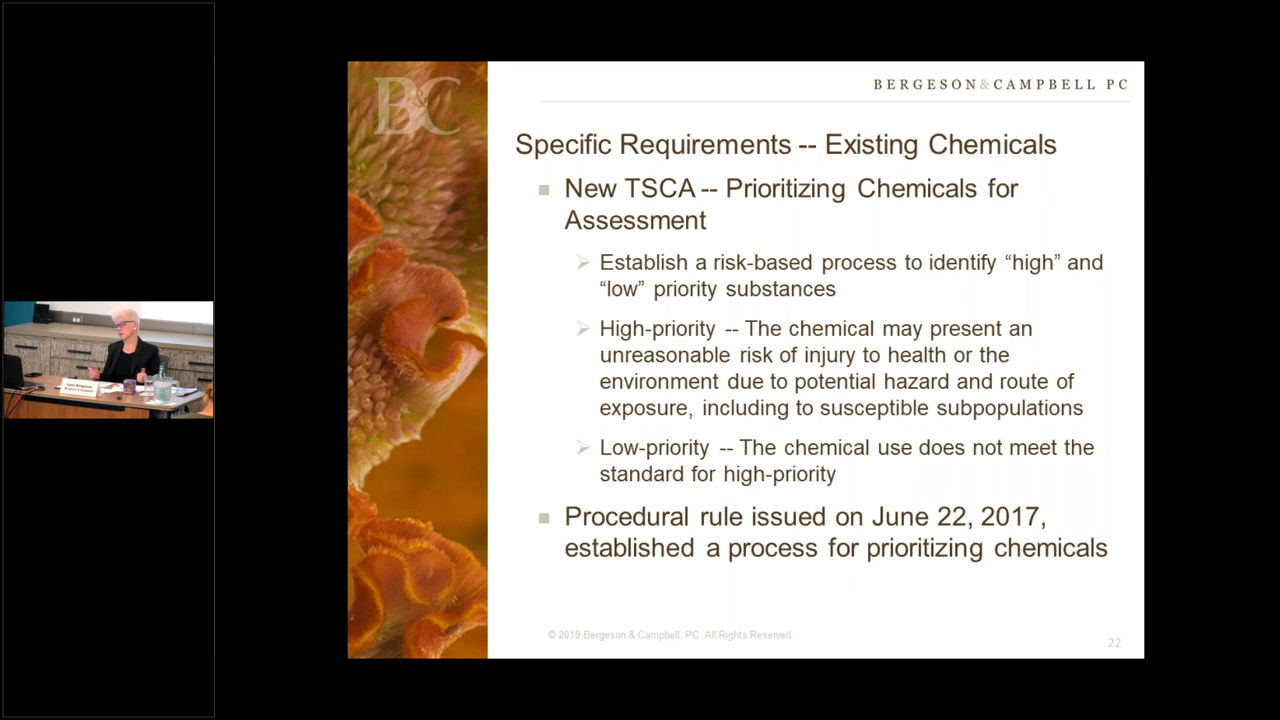 B&C
BERGESON&CAMPBELL PC
Specific Requirements -- Existing Chemicals
New TSCA -- Prioritizing Chemicals for
Assessment
Establish a risk-based process to identify “high” and
“low” priority substances
High-priority -- The chemical may present an
unreasonable risk of injury to health or the
environment due to potential hazard and route of
exposure, including to susceptible subpopulations
Low-priority -- The chemical use does not meet the
standard for high-priority
Procedural rule issued on June 22, 2017,
established a process for prioritizing chemicals
© 2019 Bergeson & Campbell, PC. All Rights Reserved.
22
Lynn Bergeson
Bergeson & Campbell